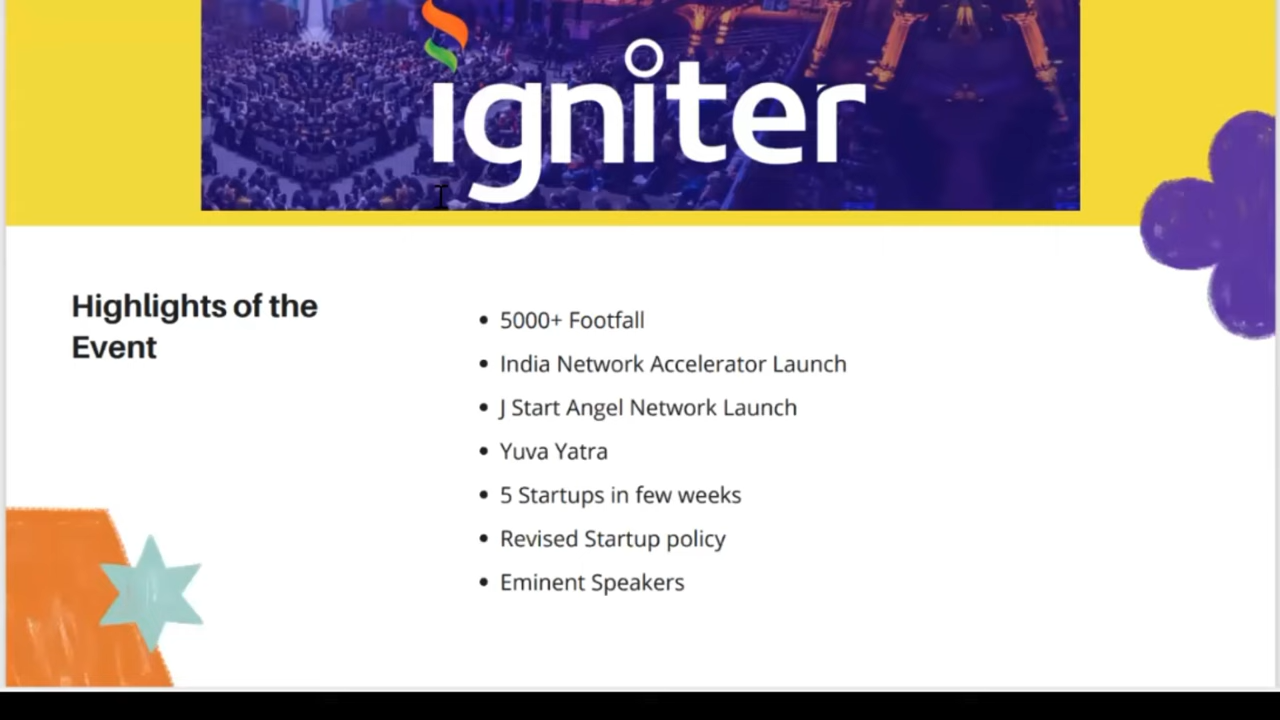 igniter
Highlights of the
Event
• 5000+ Footfall
• India Network Accelerator Launch
• J Start Angel Network Launch
• Yuva Yatra
• 5 Startups in few weeks
• Revised Startup policy
• Eminent Speakers